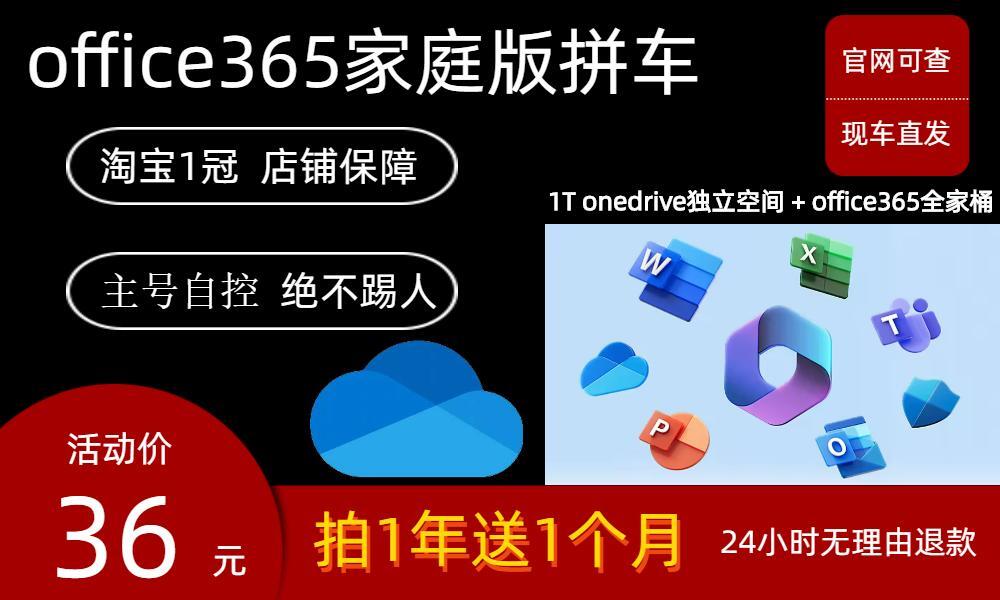 office365家庭版拼车
官网可查
现车直发
淘宝1冠 店铺保障
1T onedrive独立空间 + office365全家桶
主号自控 绝不踢人
W
X
T
P
O
活动价
36 元
拍1年送1个月
24小时无理由退款